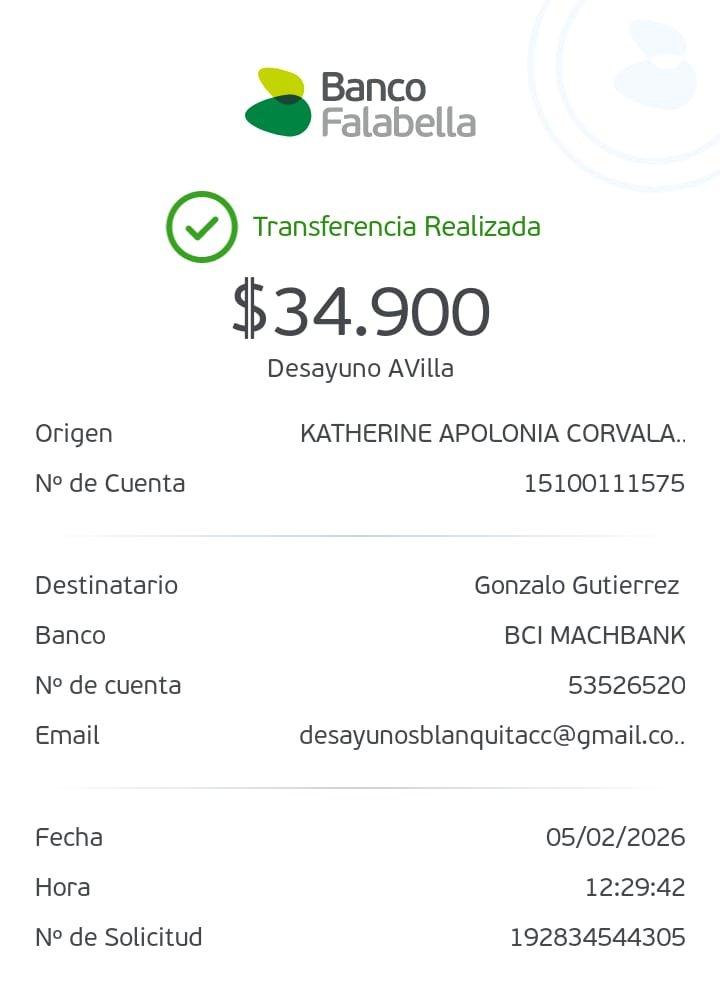 Banco
Falabella
Transferencia Realizada
$34.900
Desayuno AVilla
Origen KATHERINE APOLONIA CORVALA..
Nº de Cuenta 15100111575
Destinatario Gonzalo Gutierrez
Banco BCI MACHBANK
Nº de cuenta 53526520
Email desayunosblanquitacc@gmail.co..
Fecha 05/02/2026
Hora 12:29:42
Nº de Solicitud 192834544305